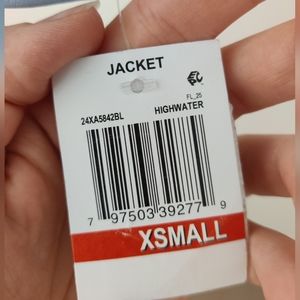 JACKET
FL_25
24XA5842BL HIGHWATER
7 97503 39277 9
XSMALL